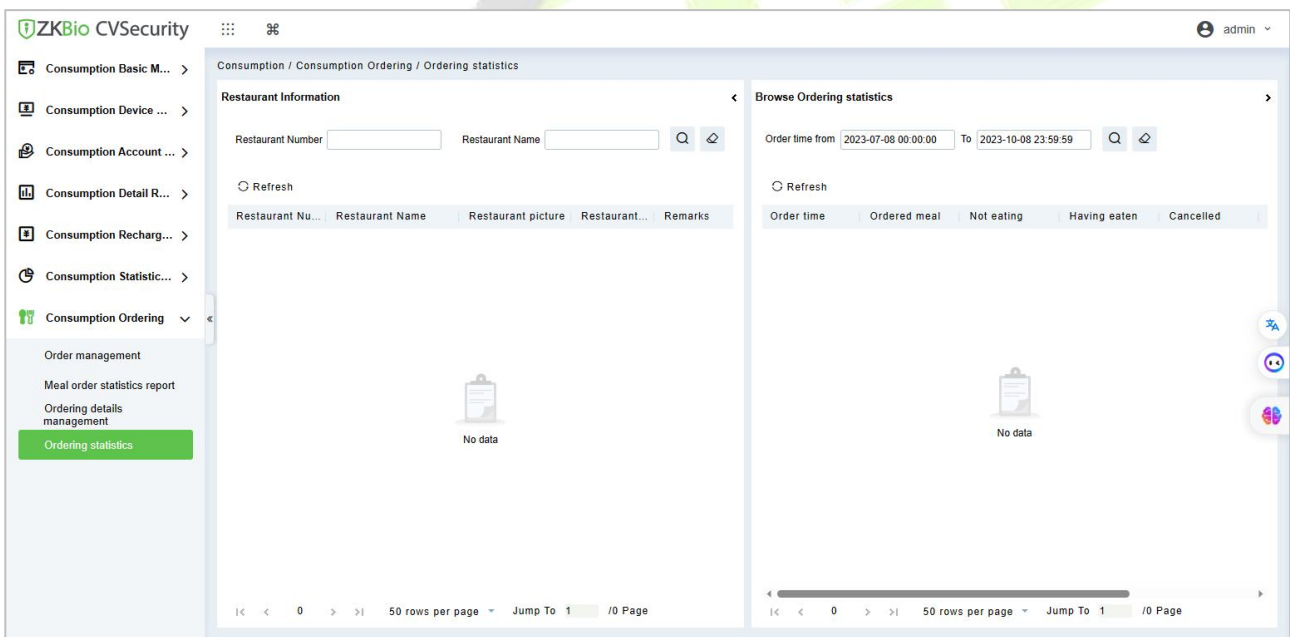 ZKBio CVSecurity
admin
Consumption Basic M...
Consumption Device ...
Consumption Account ...
Consumption Detail R...
Consumption Recharg...
Consumption Statistic...
Consumption Ordering
Order management
Meal order statistics report
Ordering details
management
Ordering statistics
Consumption / Consumption Ordering / Ordering statistics
Restaurant Information
Restaurant Number
Restaurant Name
Refresh
Restaurant Nu... Restaurant Name Restaurant picture Restaurant... Remarks
No data
0 50 rows per page Jump To 1 /0 Page
Browse Ordering statistics
Order time from 2023-07-08 00:00:00 To 2023-10-08 23:59:59
Refresh
Order time Ordered meal Not eating Having eaten Cancelled
No data
0 50 rows per page Jump To 1 /0 Page